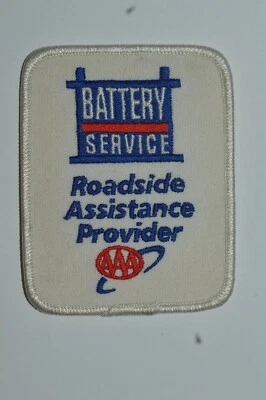 BATTERY
SERVICE
Roadside
Assistance
Provider
AAA